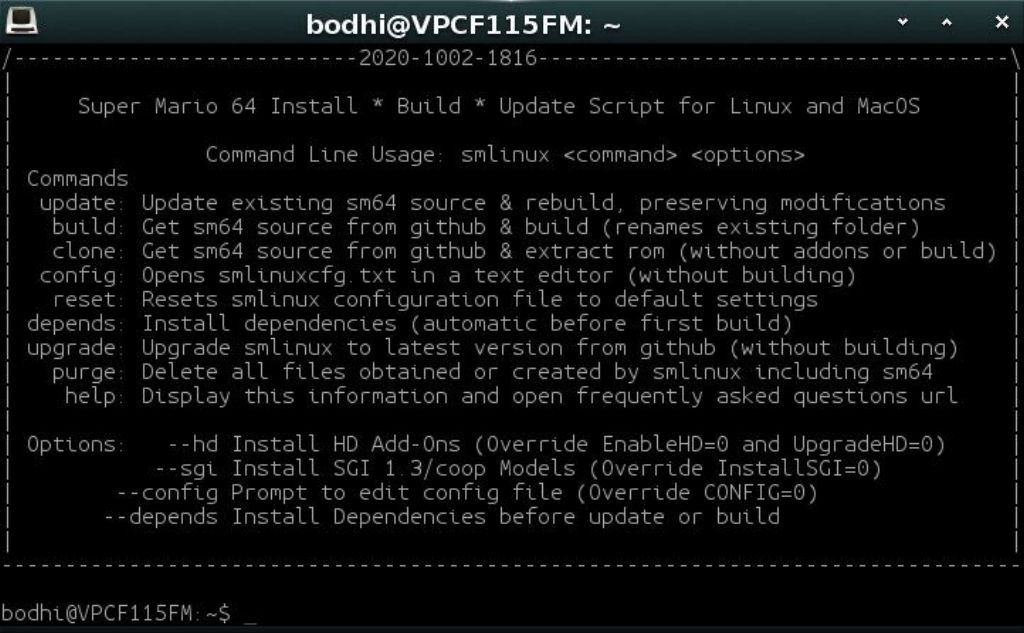 bodhi@VPCF115FM: ~
/---------------------------2020-1002-1816-------------------------------------\
Super Mario 64 Install * Build * Update Script for Linux and MacOS
Command Line Usage: smlinux <command> <options>
Commands
update: Update existing sm64 source & rebuild, preserving modifications
build: Get sm64 source from github & build (renames existing folder)
clone: Get sm64 source from github & extract rom (without addons or build)
config: Opens smlinuxcfg.txt in a text editor (without building)
reset: Resets smlinux configuration file to default settings
depends: Install dependencies (automatic before first build)
upgrade: Upgrade smlinux to latest version from github (without building)
purge: Delete all files obtained or created by smlinux including sm64
help: Display this information and open frequently asked questions url
Options: --hd Install HD Add-Ons (Override EnableHD=0 and UpgradeHD=0)
--sgi Install SGI 1.3/coop Models (Override InstallSGI=0)
--config Prompt to edit config file (Override CONFIG=0)
--depends Install Dependencies before update or build
--------------------------------------------------------------------------------
bodhi@VPCF115FM:~$ _